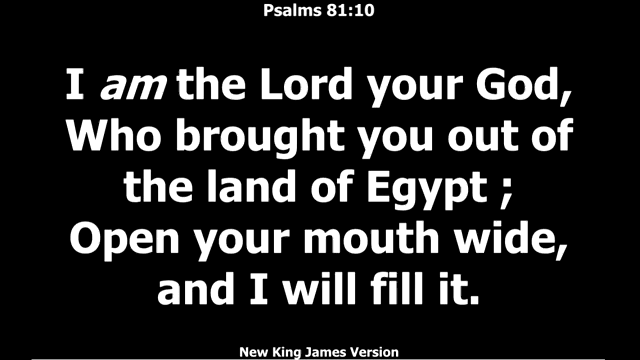 Psalms 81:10
I am the Lord your God,
Who brought you out of
the land of Egypt ;
Open your mouth wide,
and I will fill it.
New King James Version